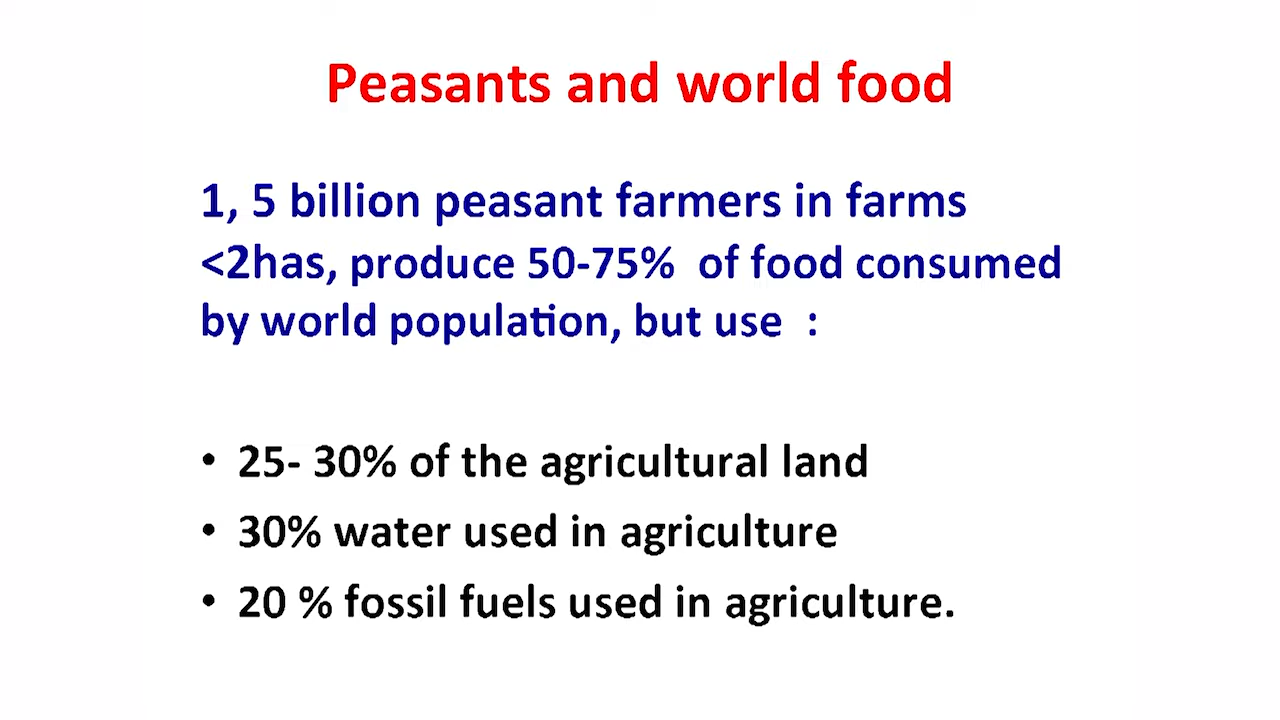 Peasants and world food
1, 5 billion peasant farmers in farms
<2has, produce 50-75% of food consumed
by world population, but use :
• 25- 30% of the agricultural land
• 30% water used in agriculture
• 20 % fossil fuels used in agriculture.